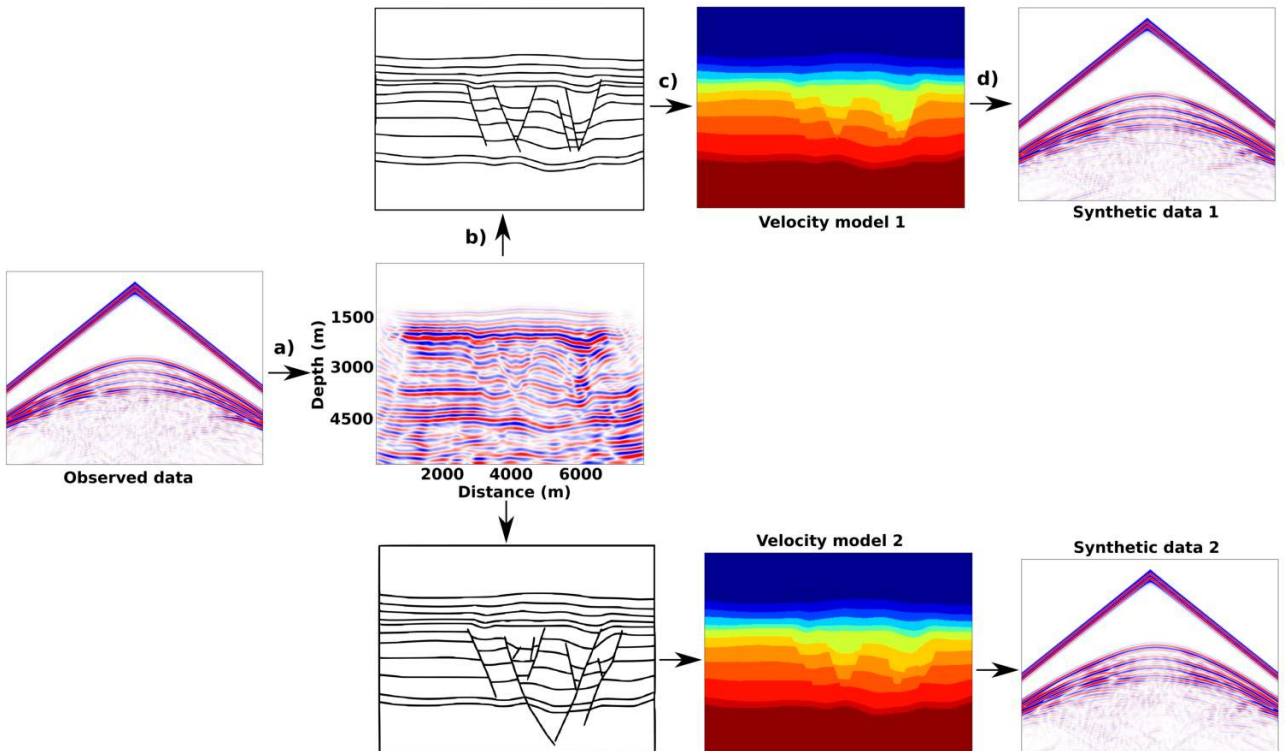 c)
d)
Velocity model 1
Synthetic data 1
b)
a)
Observed data
Depth (m)
1500
3000
4500
2000 4000 6000
Distance (m)
Velocity model 2
Synthetic data 2